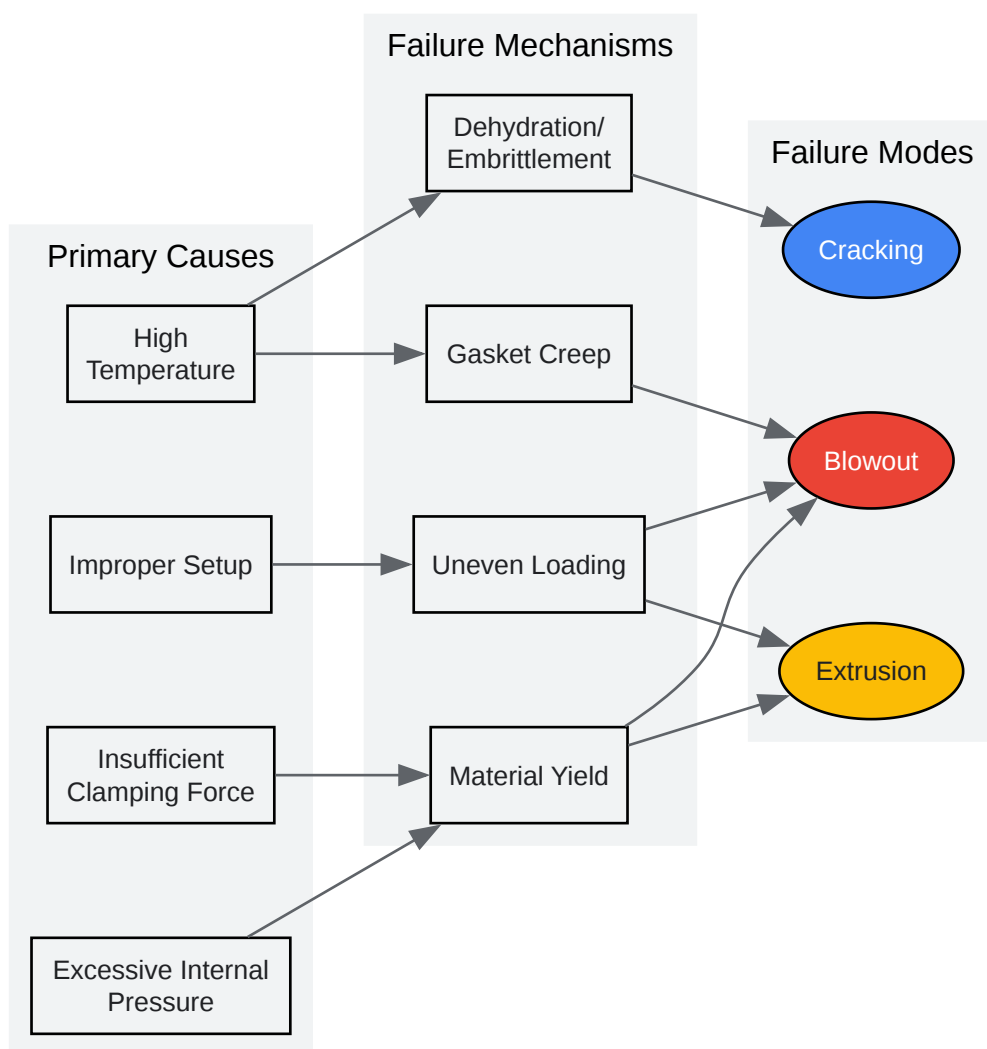 Primary Causes
High
Temperature
Improper Setup
Insufficient
Clamping Force
Excessive Internal
Pressure
Failure Mechanisms
Dehydration/
Embrittlement
Gasket Creep
Uneven Loading
Material Yield
Failure Modes
Cracking
Blowout
Extrusion